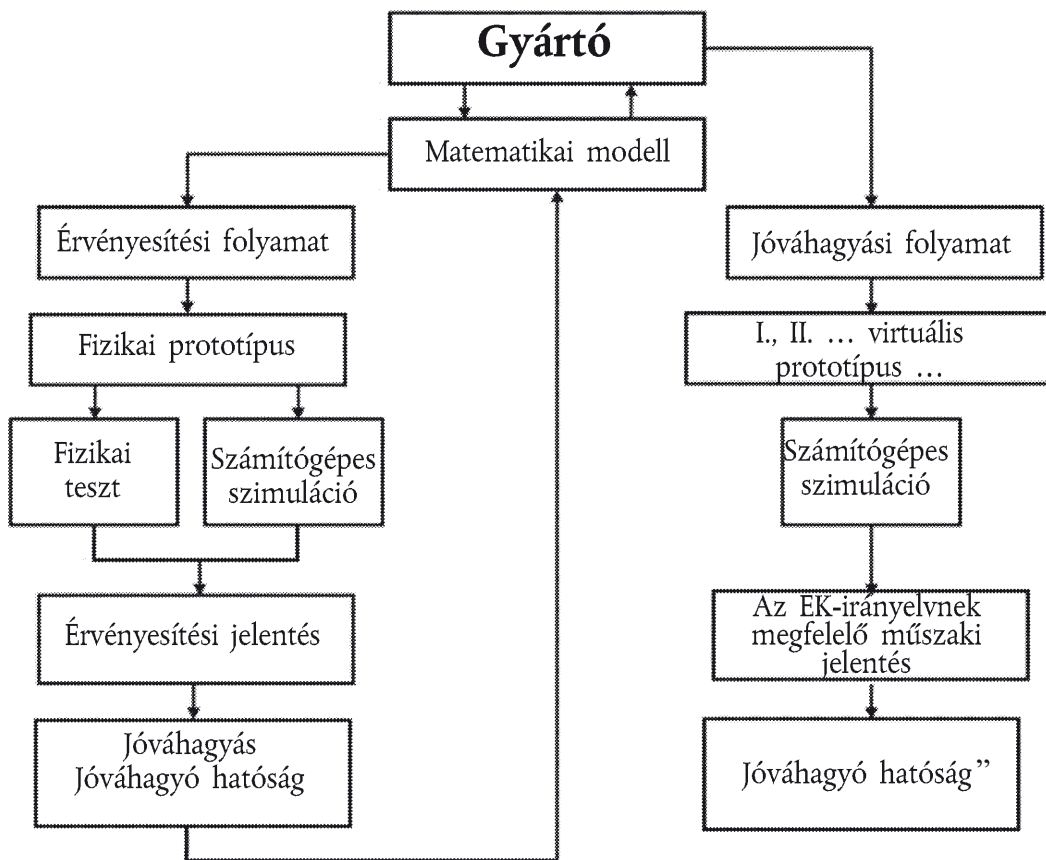 Gyártó
Matematikai modell
Érvényesítési folyamat
Fizikai prototípus
Fizikai
teszt
Számítógépes
szimuláció
Érvényesítési jelentés
Jóváhagyás
Jóváhagyó hatóság
Jóváhagyási folyamat
I., II. … virtuális
prototípus …
Számítógépes
szimuláció
Az EK-irányelvnek
megfelelő műszaki
jelentés
Jóváhagyó hatóság”